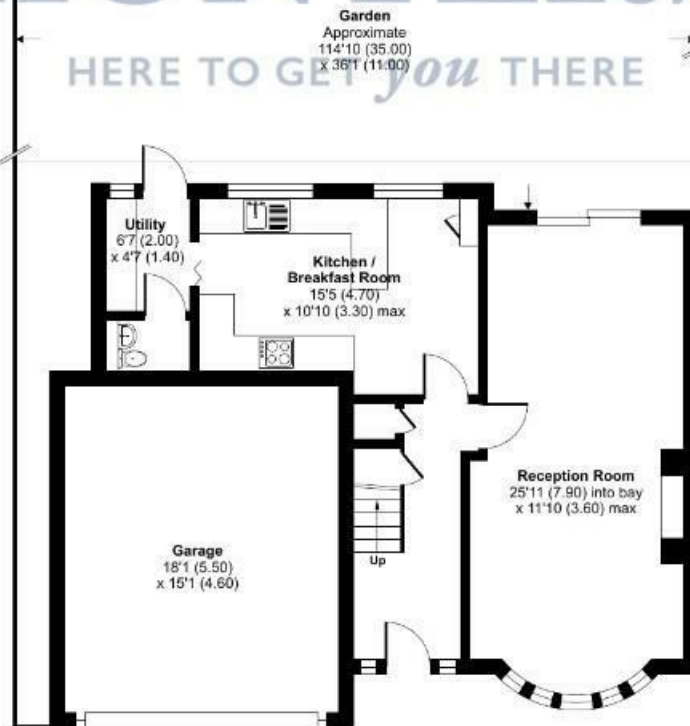 Garden
Approximate
114'10 (35.00)
x 36'1 (11.00)
HERE TO GET you THERE
Utility
6'7 (2.00)
x 4'7 (1.40)
Kitchen /
Breakfast Room
15'5 (4.70)
x 10'10 (3.30) max
Reception Room
25'11 (7.90) into bay
x 11'10 (3.60) max
Garage
18'1 (5.50)
x 15'1 (4.60)
Up